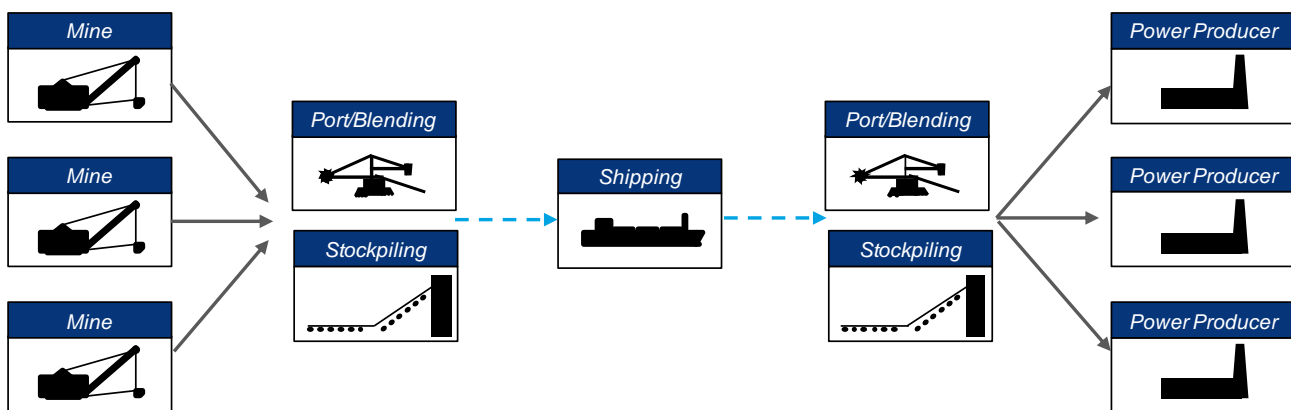 Mine
Mine
Mine
Port/Blending
Stockpiling
Shipping
Port/Blending
Stockpiling
Power Producer
Power Producer
Power Producer